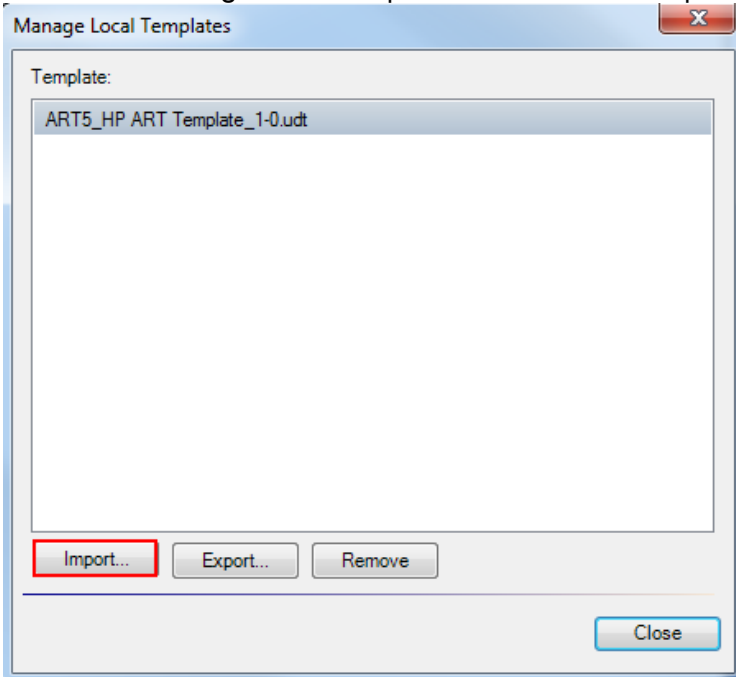 Manage Local Templates
Template:
ART5_HP ART Template_1-0.udt
Import... Export... Remove
Close